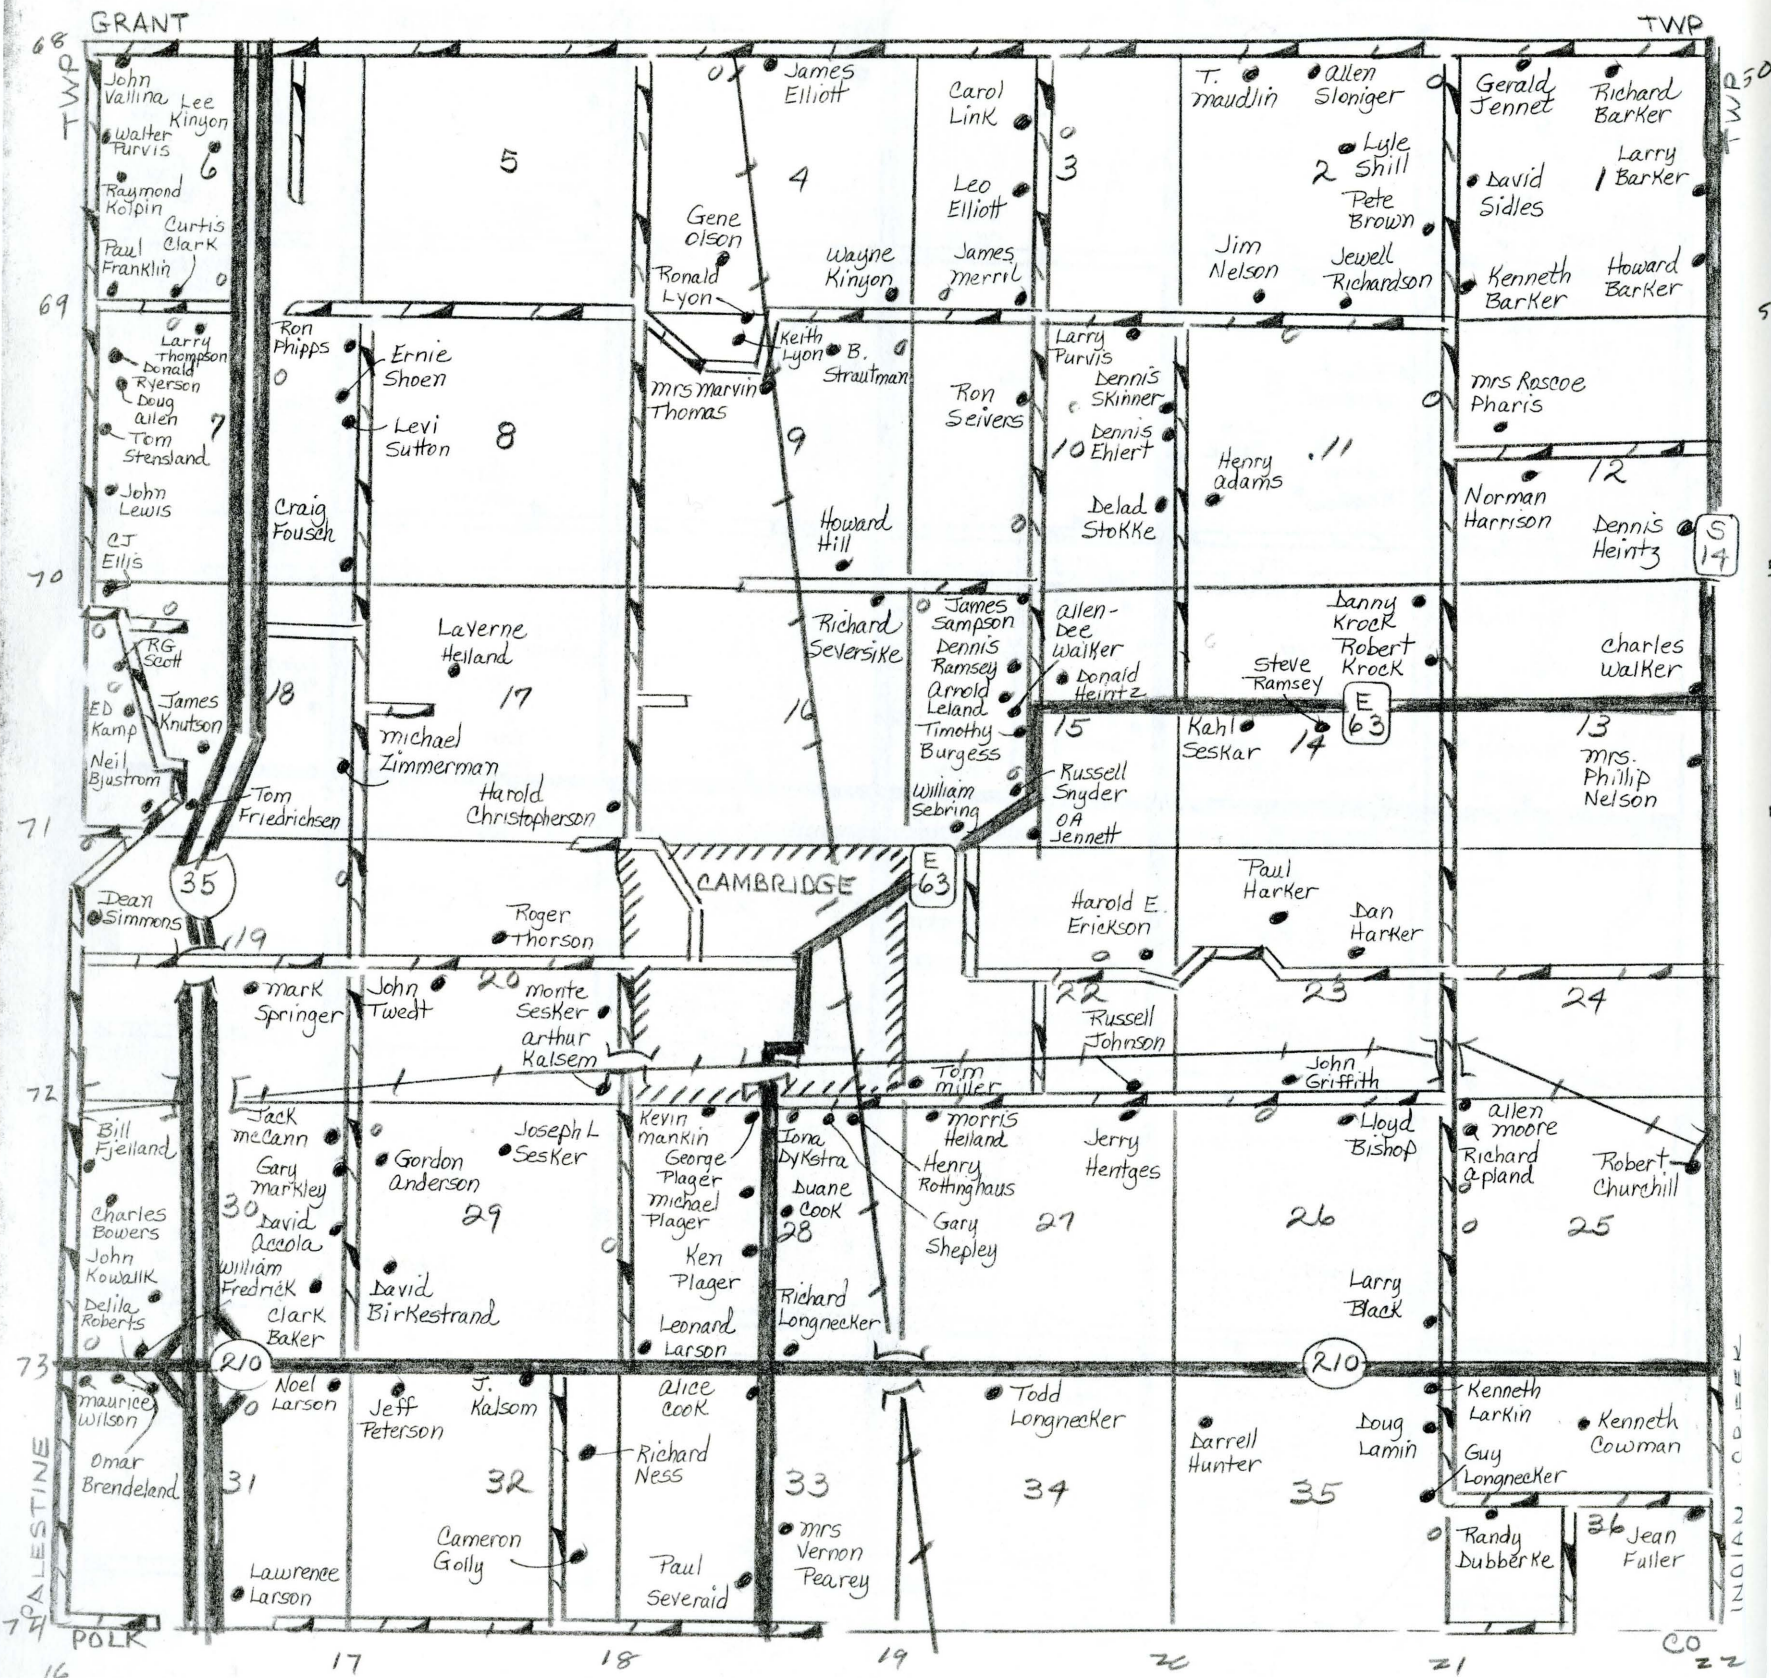 GRANT
TWP
68
TWP
TWP
50
John
Vallina
Lee
Kinyon
Walter
Purvis
6
Raymond
Kolpin
Curtis
Clark
Paul
Franklin
5
James
Elliott
4
Gene
Olson
Ronald
Lyon
Wayne
Kinyon
Carol
Link
Leo
Elliott
James
Merril
3
T.
Maudlin
Allen
Sloniger
Lyle
Shill
2
Pete
Brown
Jim
Nelson
Jewell
Richardson
Gerald
Jennet
Richard
Barker
Larry
Barker
1
David
Sidles
Kenneth
Barker
Howard
Barker
69
Larry
Thompson
Donald
Ryerson
Doug
Allen
7
Tom
Stensland
John
Lewis
CJ
Ellis
Ron
Phipps
Ernie
Shoen
Levi
Sutton
8
Craig
Fousch
Keith
Lyon
B.
Strautman
Mrs Marvin
Thomas
9
Ron
Seivers
Howard
Hill
Larry
Purvis
Dennis
Skinner
Dennis
Ehlert
10
Delad
Stokke
Henry
Adams
11
Mrs Roscoe
Pharis
12
Norman
Harrison
Dennis
Heintz
S
14
70
RG
Scott
James
Knutson
ED
Kamp
Neil
Bjustrom
18
Tom
Friedrichsen
LaVerne
Heiland
17
Michael
Zimmerman
Harold
Christopherson
Richard
Seversike
16
James
Sampson
Dennis
Ramsey
Arnold
Leland
Timothy
Burgess
William
Sebring
Allen-
Dee
Walker
Donald
Heintz
15
Russell
Snyder
OA
Jennett
Danny
Krock
Robert
Krock
Steve
Ramsey
E
63
Kahl
Seskar
14
Charles
Walker
13
Mrs.
Phillip
Nelson
71
35
Dean
Simmons
19
Mark
Springer
Roger
Thorson
20
John
Twedt
Monte
Sesker
Arthur
Kalsem
CAMBRIDGE
E
63
Harold E.
Erickson
22
Russell
Johnson
Paul
Harker
Dan
Harker
23
John
Griffith
24
Tom
Miller
72
Bill
Fjelland
Charles
Bowers
John
Kowalik
Delila
Roberts
Jack
McCann
Gary
Markley
30
David
Accola
William
Fredrick
Clark
Baker
Gordon
Anderson
Joseph L
Sesker
29
David
Birkestrand
Kevin
Mankin
George
Plager
Michael
Plager
Ken
Plager
Leonard
Larson
Iona
Dykstra
Duane
Cook
28
Richard
Longnecker
Morris
Heiland
Henry
Rottinghaus
Gary
Shepley
Jerry
Hentges
27
Lloyd
Bishop
26
Larry
Black
Allen
Moore
Richard
Apland
25
Robert
Churchill
73
210
210
Maurice
Wilson
Omar
Brendeland
31
Noel
Larson
Lawrence
Larson
Jeff
Peterson
J.
Kalsom
32
Cameron
Golly
Richard
Ness
Alice
Cook
33
Paul
Severaid
Mrs
Vernon
Pearey
Todd
Longnecker
34
Darrell
Hunter
35
Doug
Lamin
Kenneth
Larkin
Guy
Longnecker
Kenneth
Cowman
36
Randy
Dubberke
Jean
Fuller
PALESTINE
INDIAN CREEK
74
POLK
CO
16
17
18
19
20
21
22